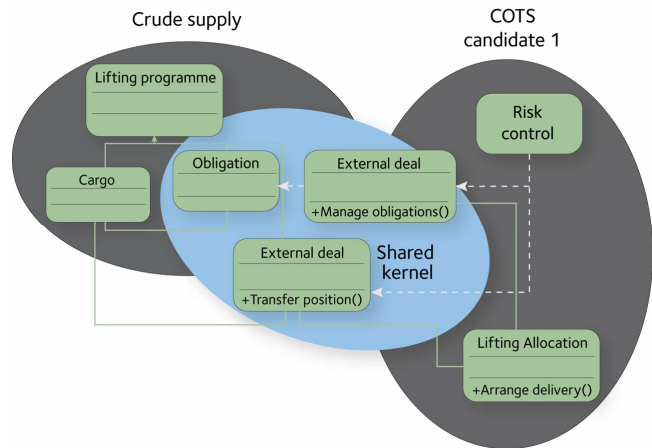 Crude supply
COTS
candidate 1
Lifting programme
Risk
control
Obligation
External deal
Cargo
+Manage obligations()
External deal
Shared
kernel
+Transfer position()
Lifting Allocation
+Arrange delivery()